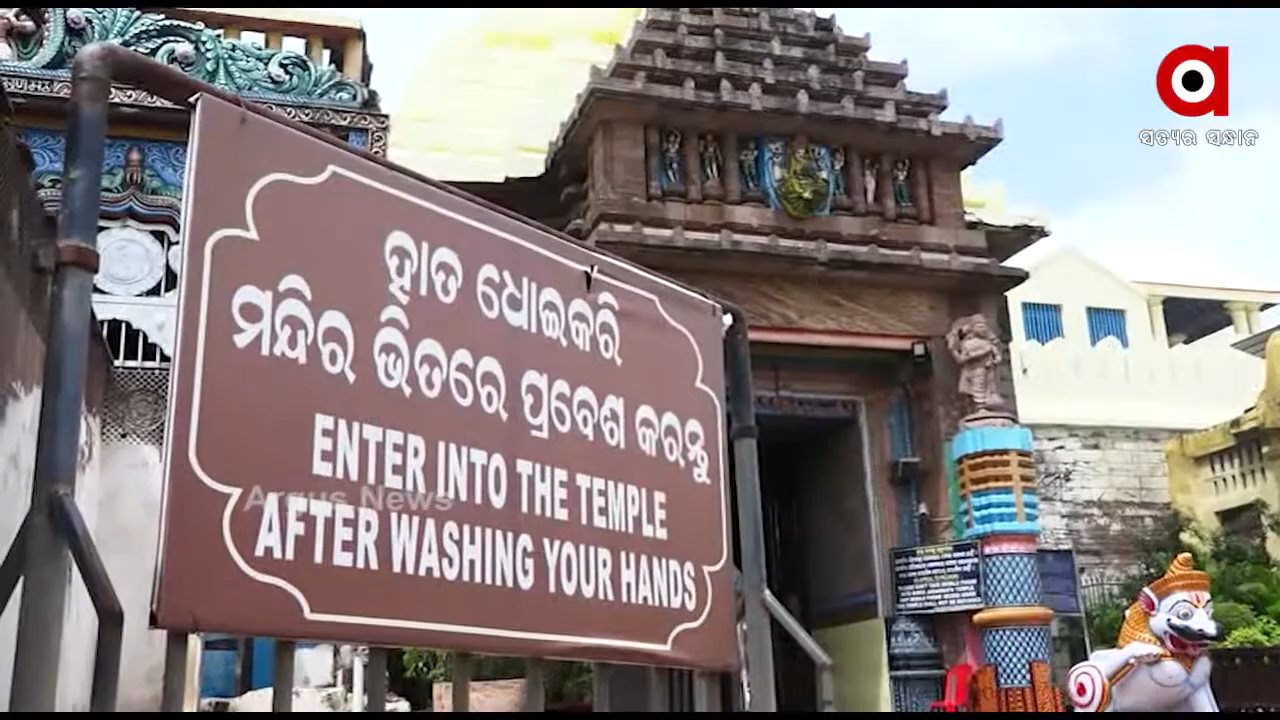 ସତ୍ୟର ସନ୍ଧାନ
ହାତ ଧୋଇକରି
ମନ୍ଦିର ଭିତରେ ପ୍ରବେଶ କରନ୍ତୁ
ENTER INTO THE TEMPLE
AFTER WASHING YOUR HANDS
Argus News